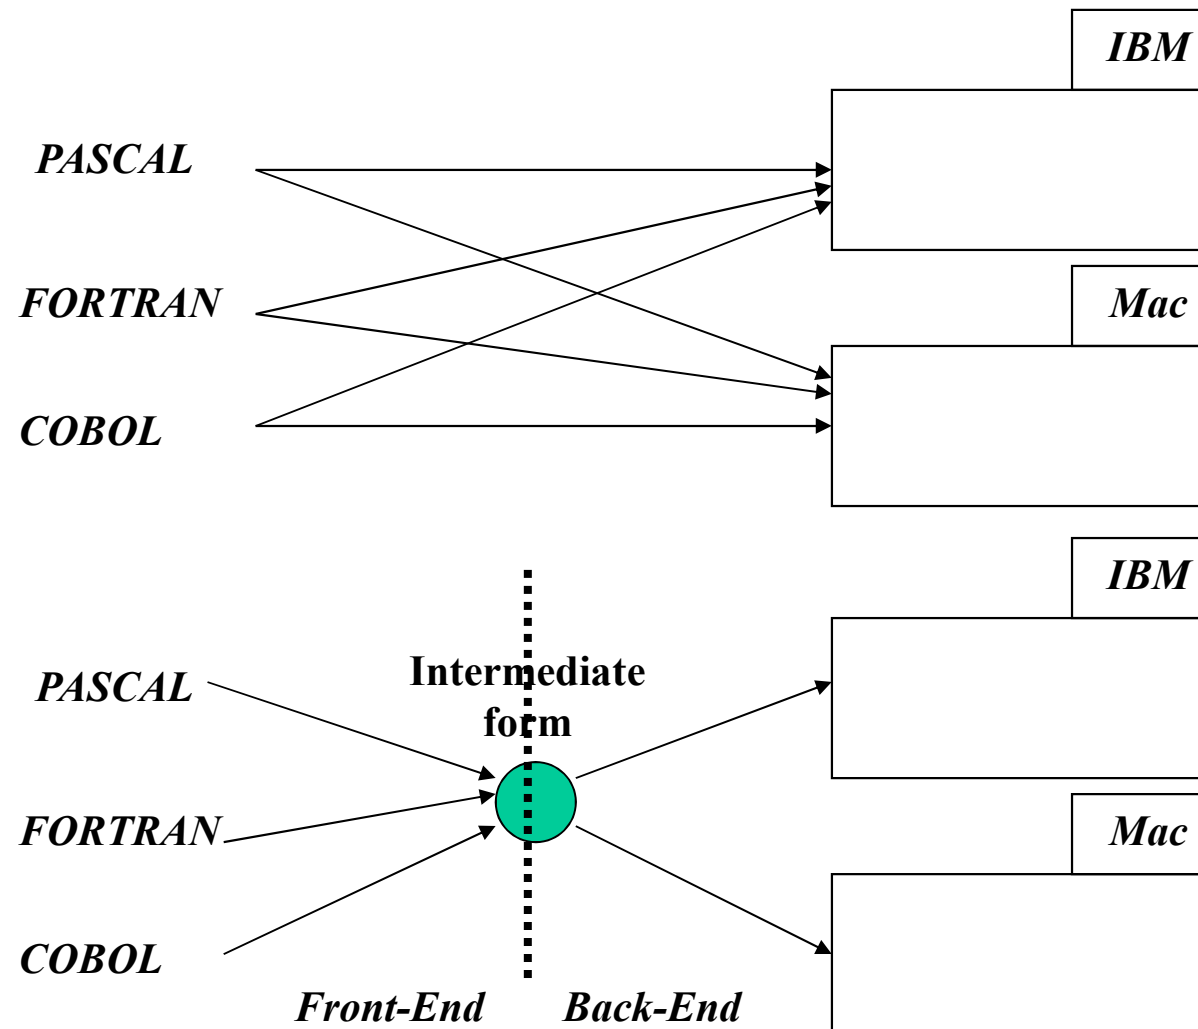 IBM
PASCAL
FORTRAN
Mac
COBOL
IBM
Intermediate
form
PASCAL
FORTRAN
Mac
COBOL
Front-End
Back-End